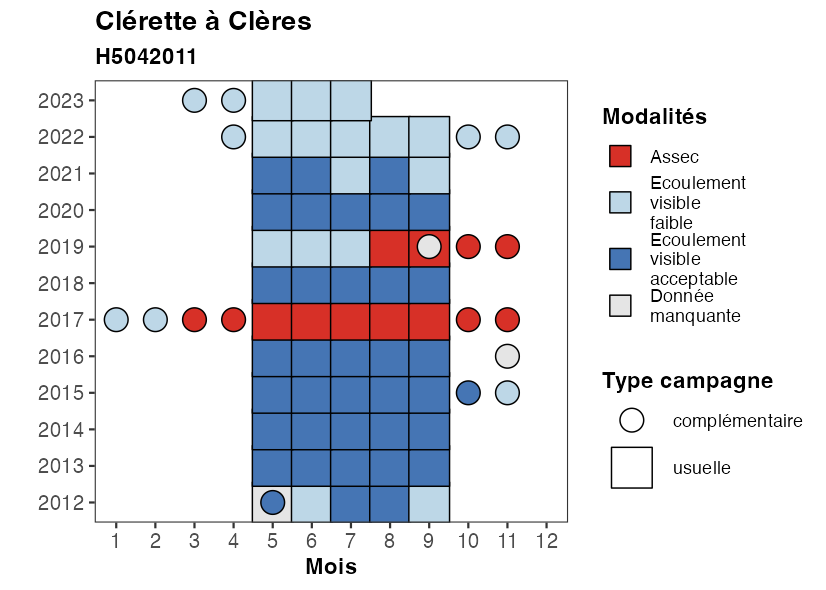 Clérette à Clères
H5042011
2023
2022
2021
2020
2019
2018
2017
2016
2015
2014
2013
2012
1 2 3 4 5 6 7 8 9 10 11 12
Mois
Modalités
Assec
Ecoulement
visible
faible
Ecoulement
visible
acceptable
Donnée
manquante
Type campagne
complémentaire
usuelle